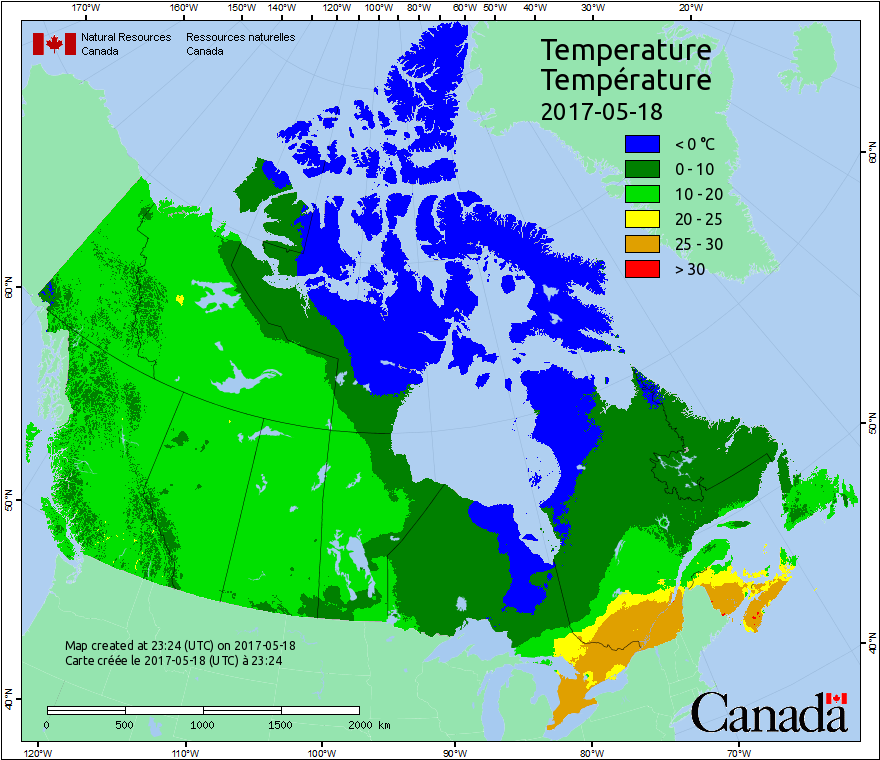 170°W 160°W 150°W 140°W 120°W 100°W 80°W 60°W 50°W 40°W 30°W 20°W
Natural Resources Ressources naturelles
Canada Canada
Temperature
Température
2017-05-18
< 0 °C
0 - 10
10 - 20
20 - 25
25 - 30
> 30
60°N
60°N
50°N
50°N
40°N
40°N
Map created at 23:24 (UTC) on 2017-05-18
Carte créée le 2017-05-18 (UTC) à 23:24
0 500 1000 1500 2000 km
Canada
120°W 110°W 100°W 90°W 80°W 70°W